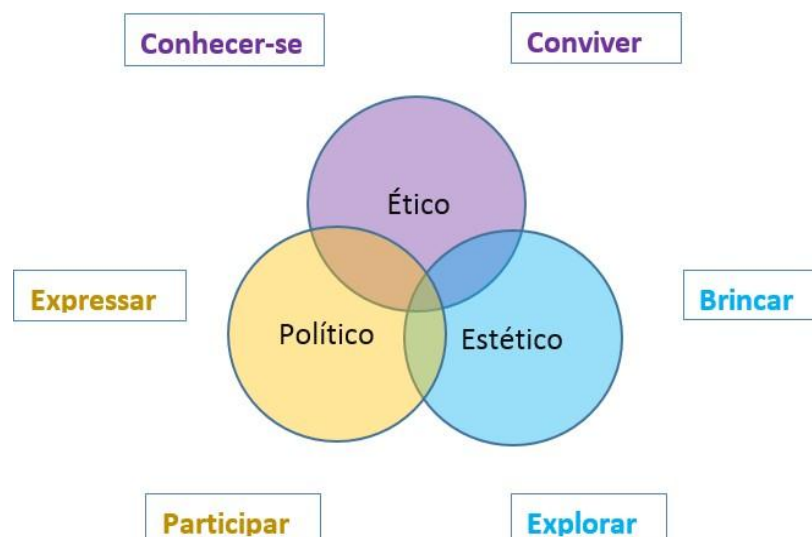 Conhecer-se
Conviver
Ético
Expressar
Brincar
Político
Estético
Participar
Explorar